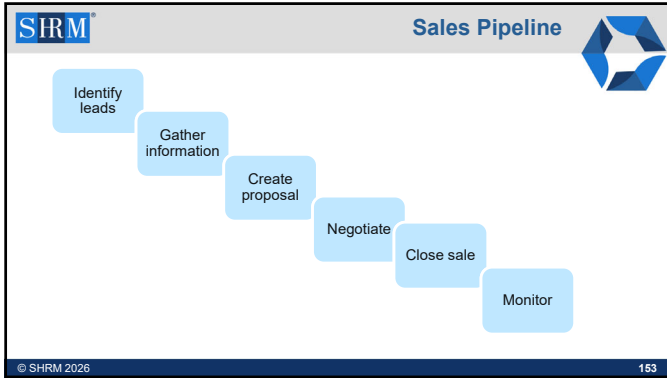 SHRM®
Sales Pipeline
Identify
leads
Gather
information
Create
proposal
Negotiate
Close sale
Monitor
© SHRM 2026
153